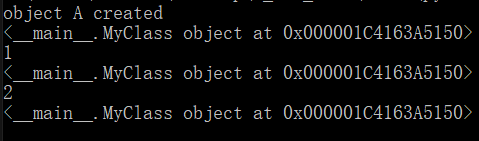 object A created
<__main__.MyClass object at 0x000001C4163A5150>
1
<__main__.MyClass object at 0x000001C4163A5150>
2
<__main__.MyClass object at 0x000001C4163A5150>